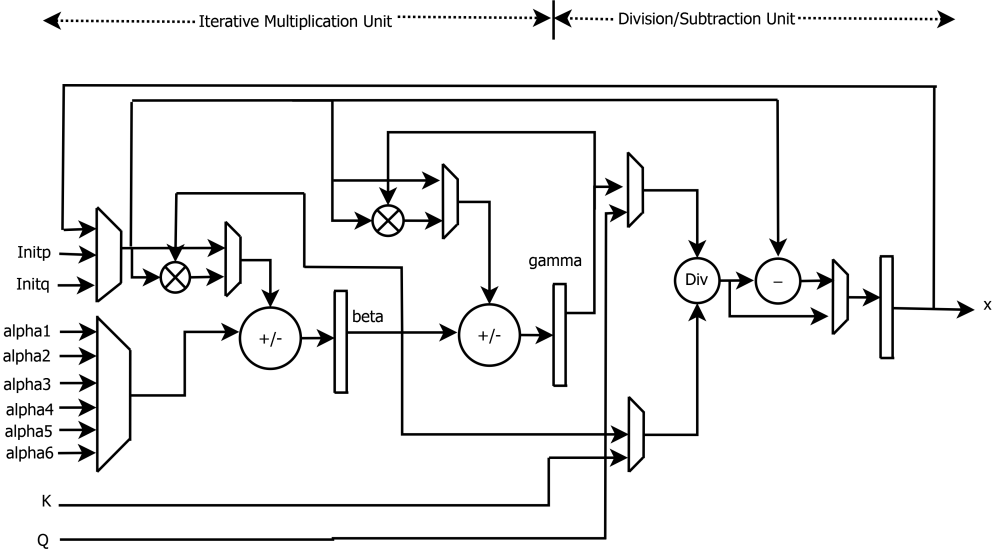 Iterative Multiplication Unit
Division/Subtraction Unit
Initp
Initq
alpha1
alpha2
alpha3
alpha4
alpha5
alpha6
K
Q
+/-
beta
+/-
gamma
Div
−
x